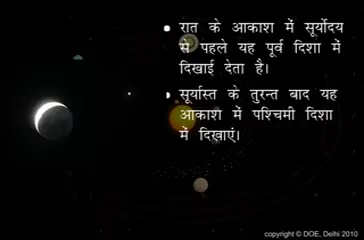 रात के आकाश में सूर्योदय
से पहले यह पूर्व दिशा में
दिखाई देता है।
सूर्यास्त के तुरन्त बाद यह
आकाश में पश्चिमी दिशा
में दिखाएं।
copyright © DOE, Delhi 2010